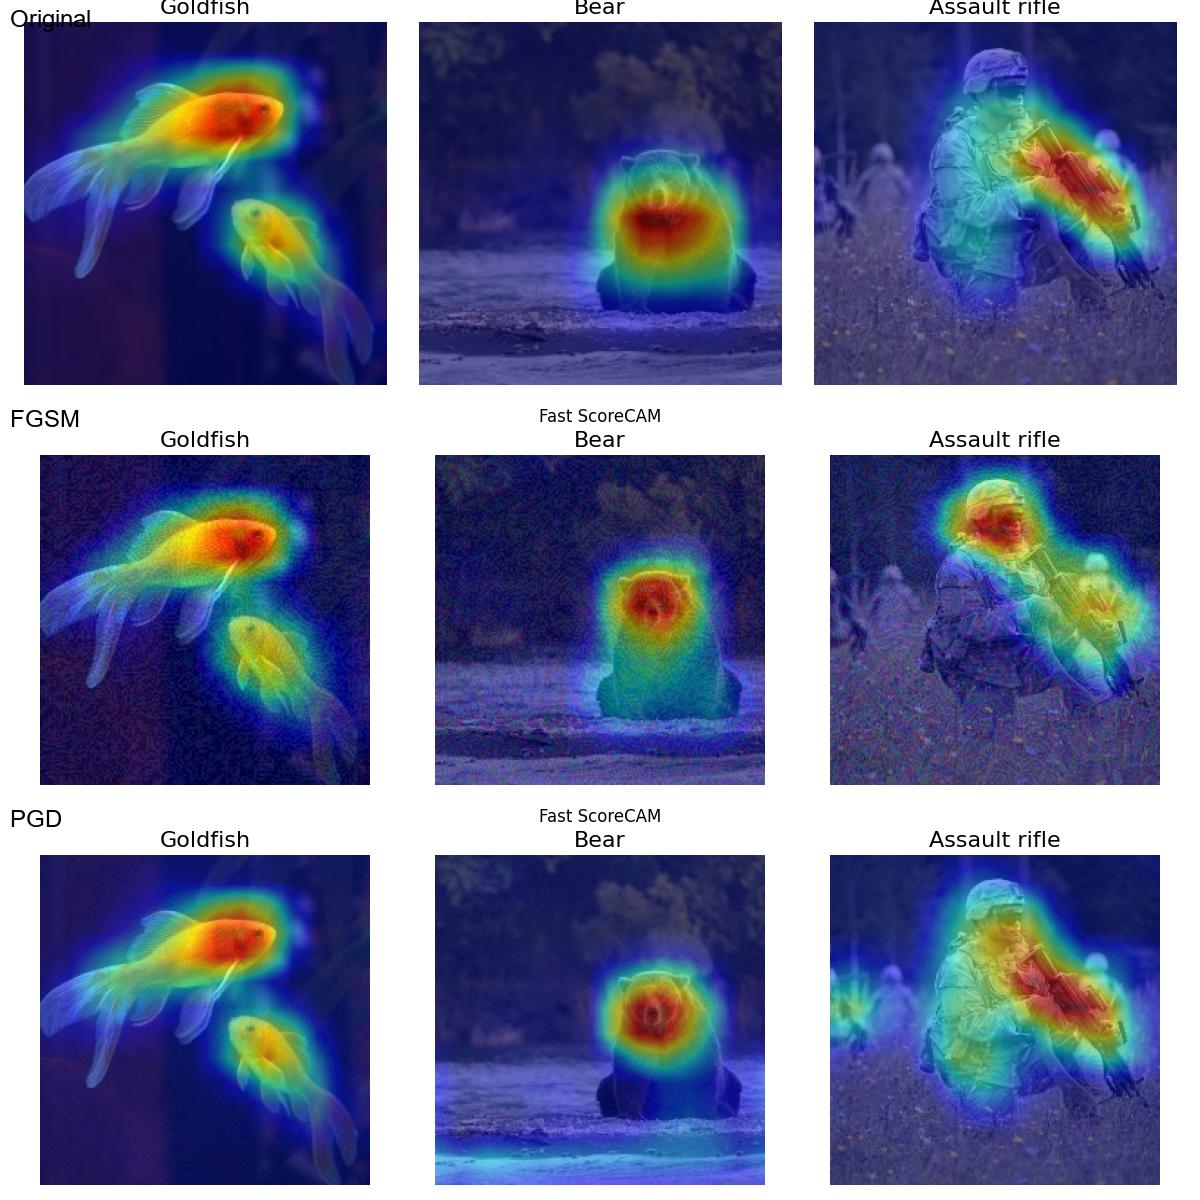 Original
Goldfish
Bear
Assault rifle
FGSM
Fast ScoreCAM
Goldfish
Bear
Assault rifle
PGD
Fast ScoreCAM
Goldfish
Bear
Assault rifle